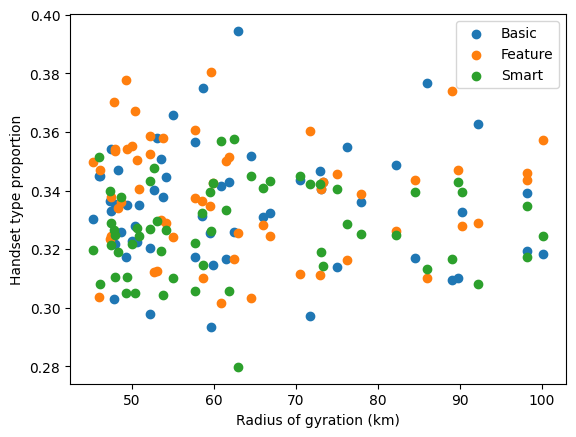 0.40
0.38
0.36
0.34
0.32
0.30
0.28
Handset type proportion
Basic
Feature
Smart
50 60 70 80 90 100
Radius of gyration (km)